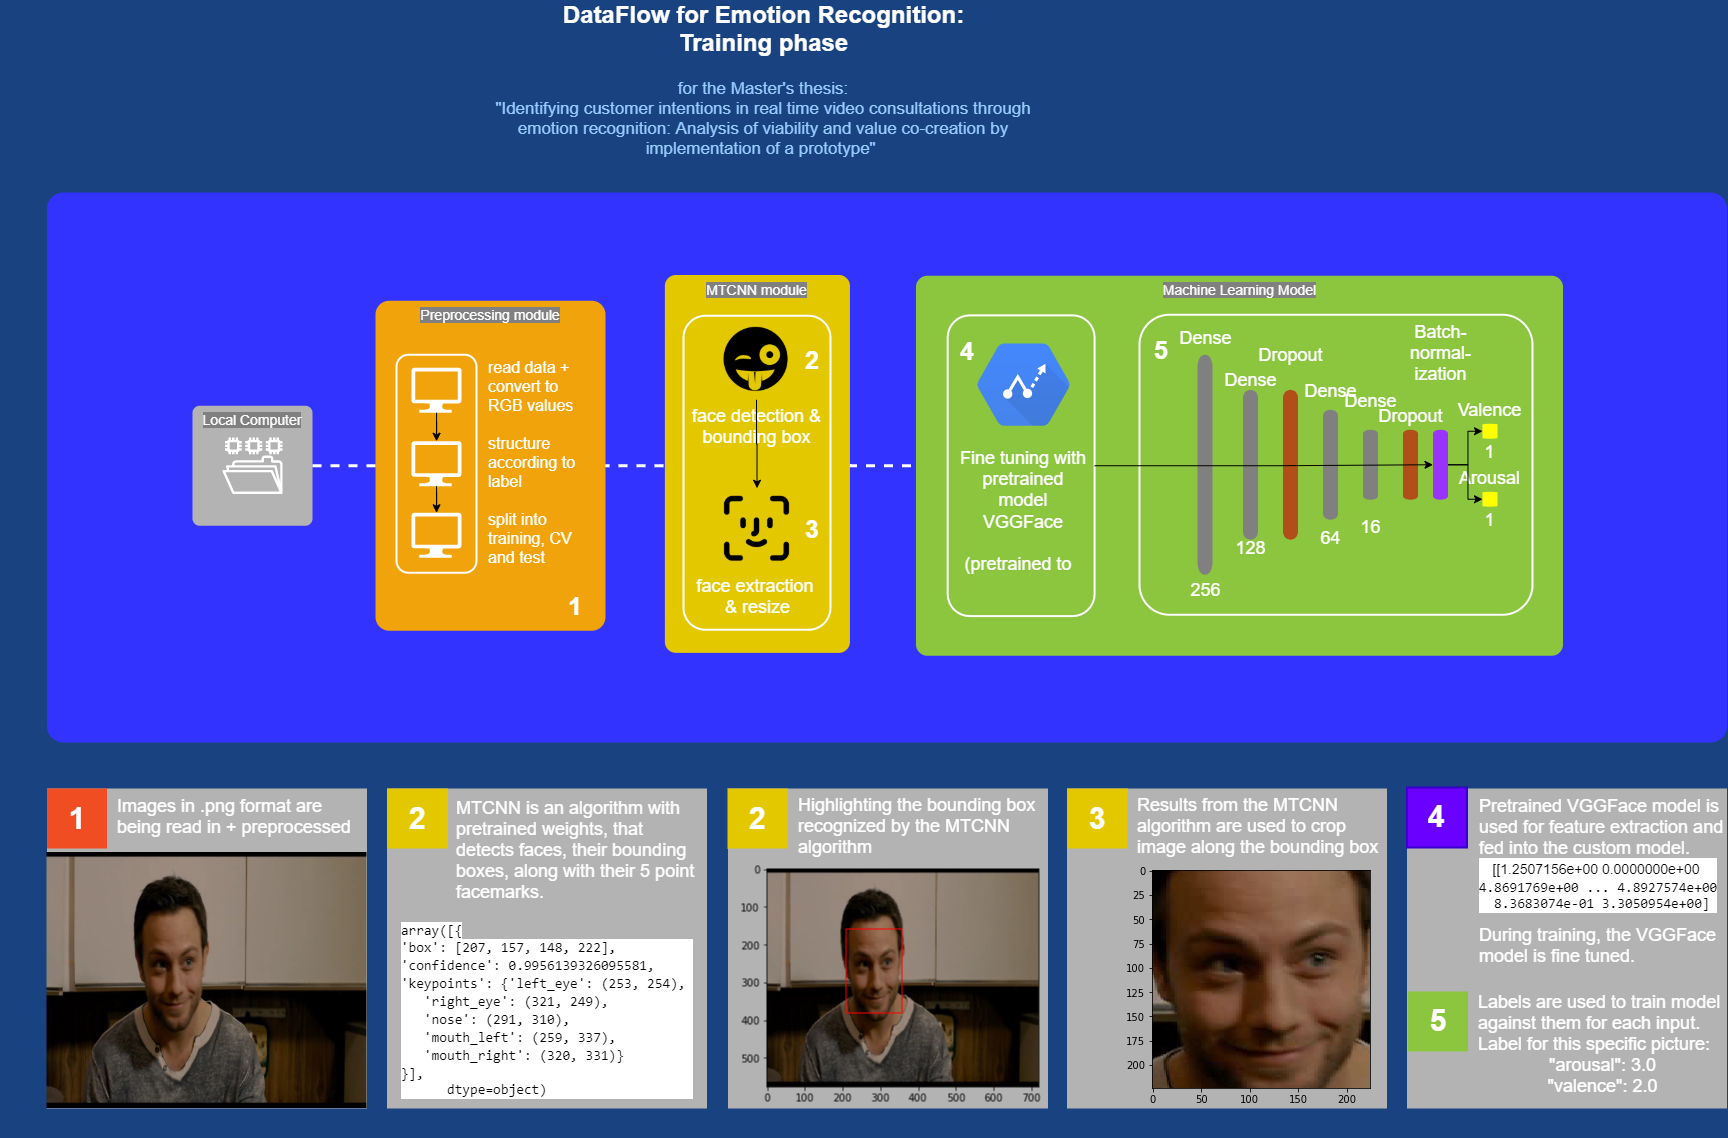 DataFlow for Emotion Recognition:
Training phase
for the Master's thesis:
"Identifying customer intentions in real time video consultations through
emotion recognition: Analysis of viability and value co-creation by
implementation of a prototype"
Local Computer
Preprocessing module
read data +
convert to
RGB values
structure
according to
label
split into
training, CV
and test
1
MTCNN module
2
face detection &
bounding box
3
face extraction
& resize
Machine Learning Model
4
Fine tuning with
pretrained
model
VGGFace
(pretrained to
5
Dense
256
Dense
128
Dropout
Dense
64
Dense
16
Dropout
Batch-
normal-
ization
Valence
1
Arousal
1
1
Images in .png format are
being read in + preprocessed
2
MTCNN is an algorithm with
pretrained weights, that
detects faces, their bounding
boxes, along with their 5 point
facemarks.
array([{
'box': [207, 157, 148, 222],
'confidence': 0.9956139326095581,
'keypoints': {'left_eye': (253, 254),
'right_eye': (321, 249),
'nose': (291, 310),
'mouth_left': (259, 337),
'mouth_right': (320, 331)}
}],
dtype=object)
2
Highlighting the bounding box
recognized by the MTCNN
algorithm
0
100
200
300
400
500
0 100 200 300 400 500 600 700
3
Results from the MTCNN
algorithm are used to crop
image along the bounding box
0
25
50
75
100
125
150
175
200
0 50 100 150 200
4
Pretrained VGGFace model is
used for feature extraction and
fed into the custom model.
[[1.2507156e+00 0.0000000e+00
4.8691769e+00 ... 4.8927574e+00
8.3683074e-01 3.3050954e+00]
During training, the VGGFace
model is fine tuned.
5
Labels are used to train model
against them for each input.
Label for this specific picture:
"arousal": 3.0
"valence": 2.0